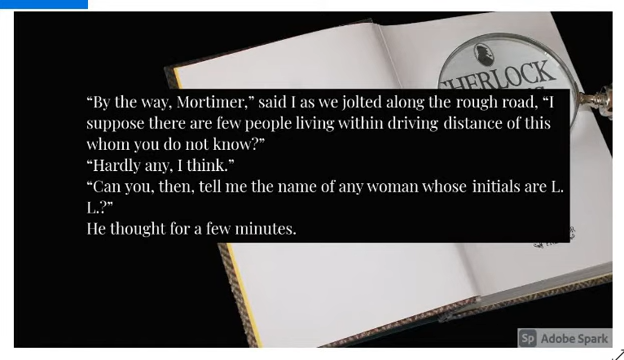 SHERLOCK
“By the way, Mortimer,” said I as we jolted along the rough road, “I
suppose there are few people living within driving distance of this
whom you do not know?”
“Hardly any, I think.”
“Can you, then, tell me the name of any woman whose initials are L.
L.?”
He thought for a few minutes.
Sp Adobe Spark